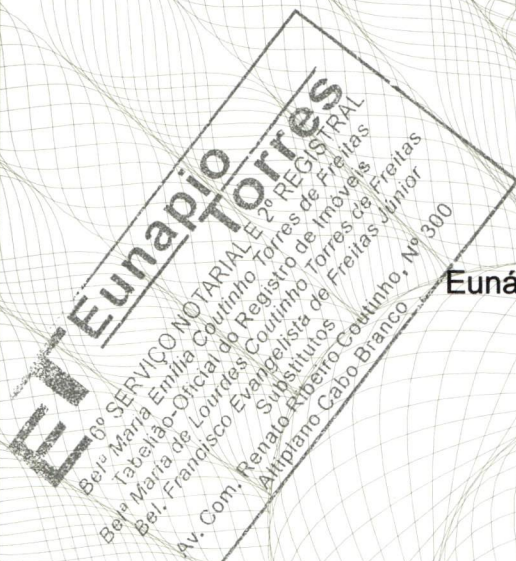 ET Eunapio
Torres
6º SERVIÇO NOTARIAL E 2º REGISTRAL
Belª Maria Emília Coutinho Torres de Freitas
Tabelião-Oficial do Registro de Imóveis
Belª Maria de Lourdes Coutinho Torres de Freitas
Bel. Francisco Evangelista de Freitas Júnior
Substitutos
Av. Com. Renato Ribeiro Coutinho, Nº 300
Altiplano Cabo Branco
Euná